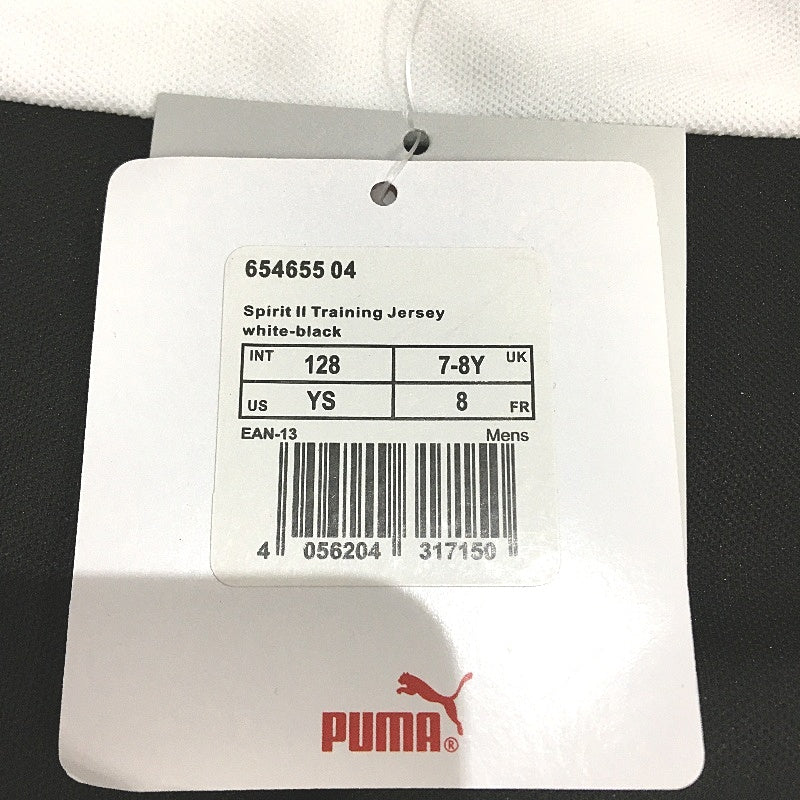 654655 04
Spirit II Training Jersey
white-black
INT 128 7-8Y UK
US YS 8 FR
EAN-13 Mens
4 056204 317150
PUMA®